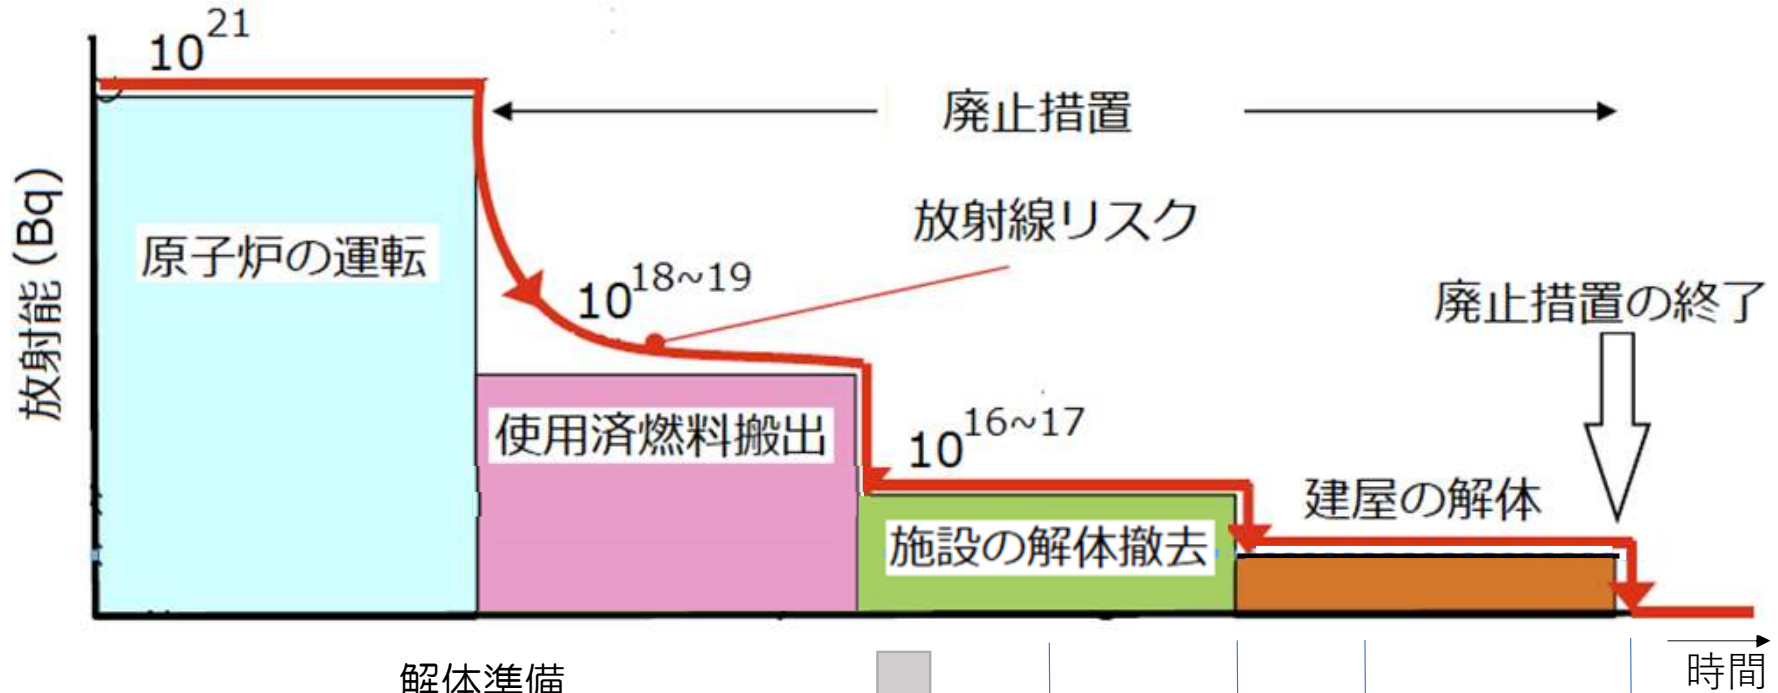 10^21
廃止措置
放射能 (Bq)
放射線リスク
原子炉の運転
10^18~19
廃止措置の終了
使用済燃料搬出
10^16~17
建屋の解体
施設の解体撤去
時間
解体準備